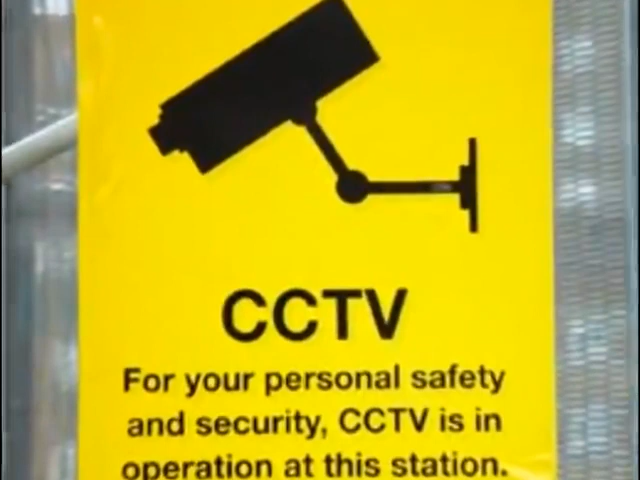 CCTV
For your personal safety
and security, CCTV is in
operation at this station.